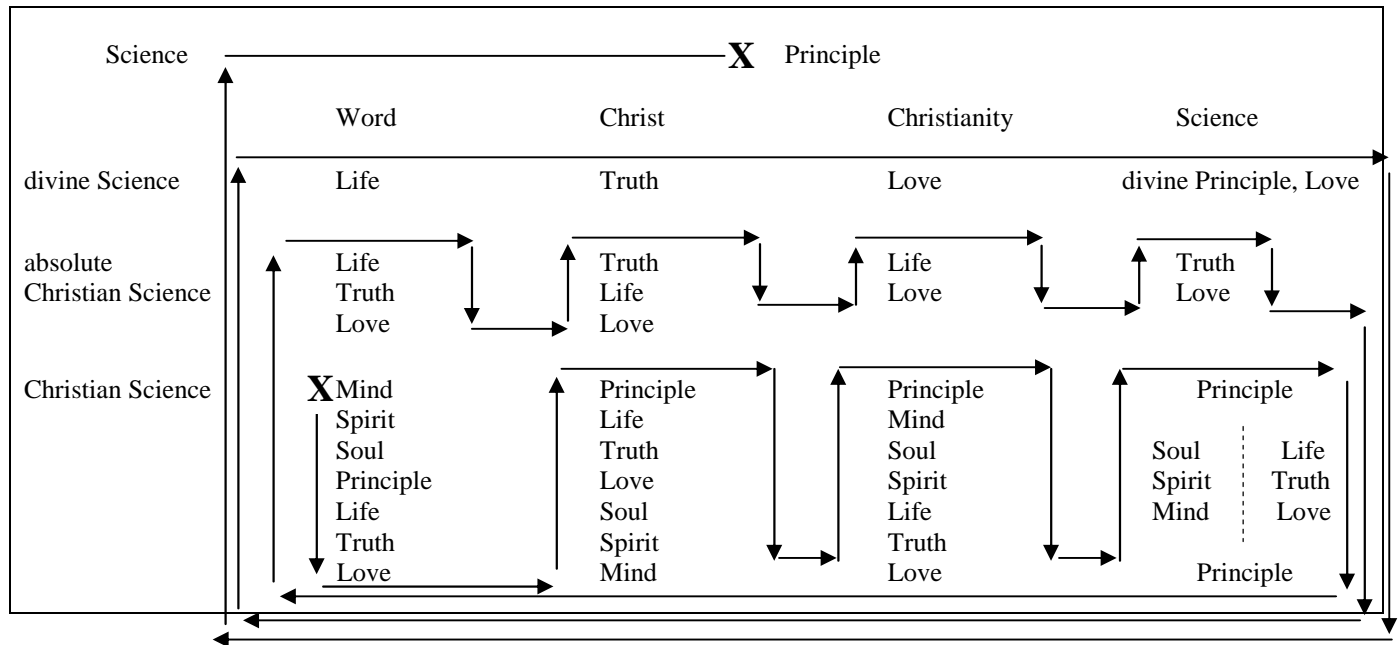 Science X Principle
Word Christ Christianity Science
divine Science Life Truth Love divine Principle, Love
absolute Life Truth Life Truth
Christian Science Truth Life Love Love
Love Love
Christian Science X Mind Principle Principle Principle
Spirit Life Mind
Soul Truth Soul Soul Life
Principle Love Spirit Spirit Truth
Life Soul Life Mind Love
Truth Spirit Truth
Love Mind Love Principle